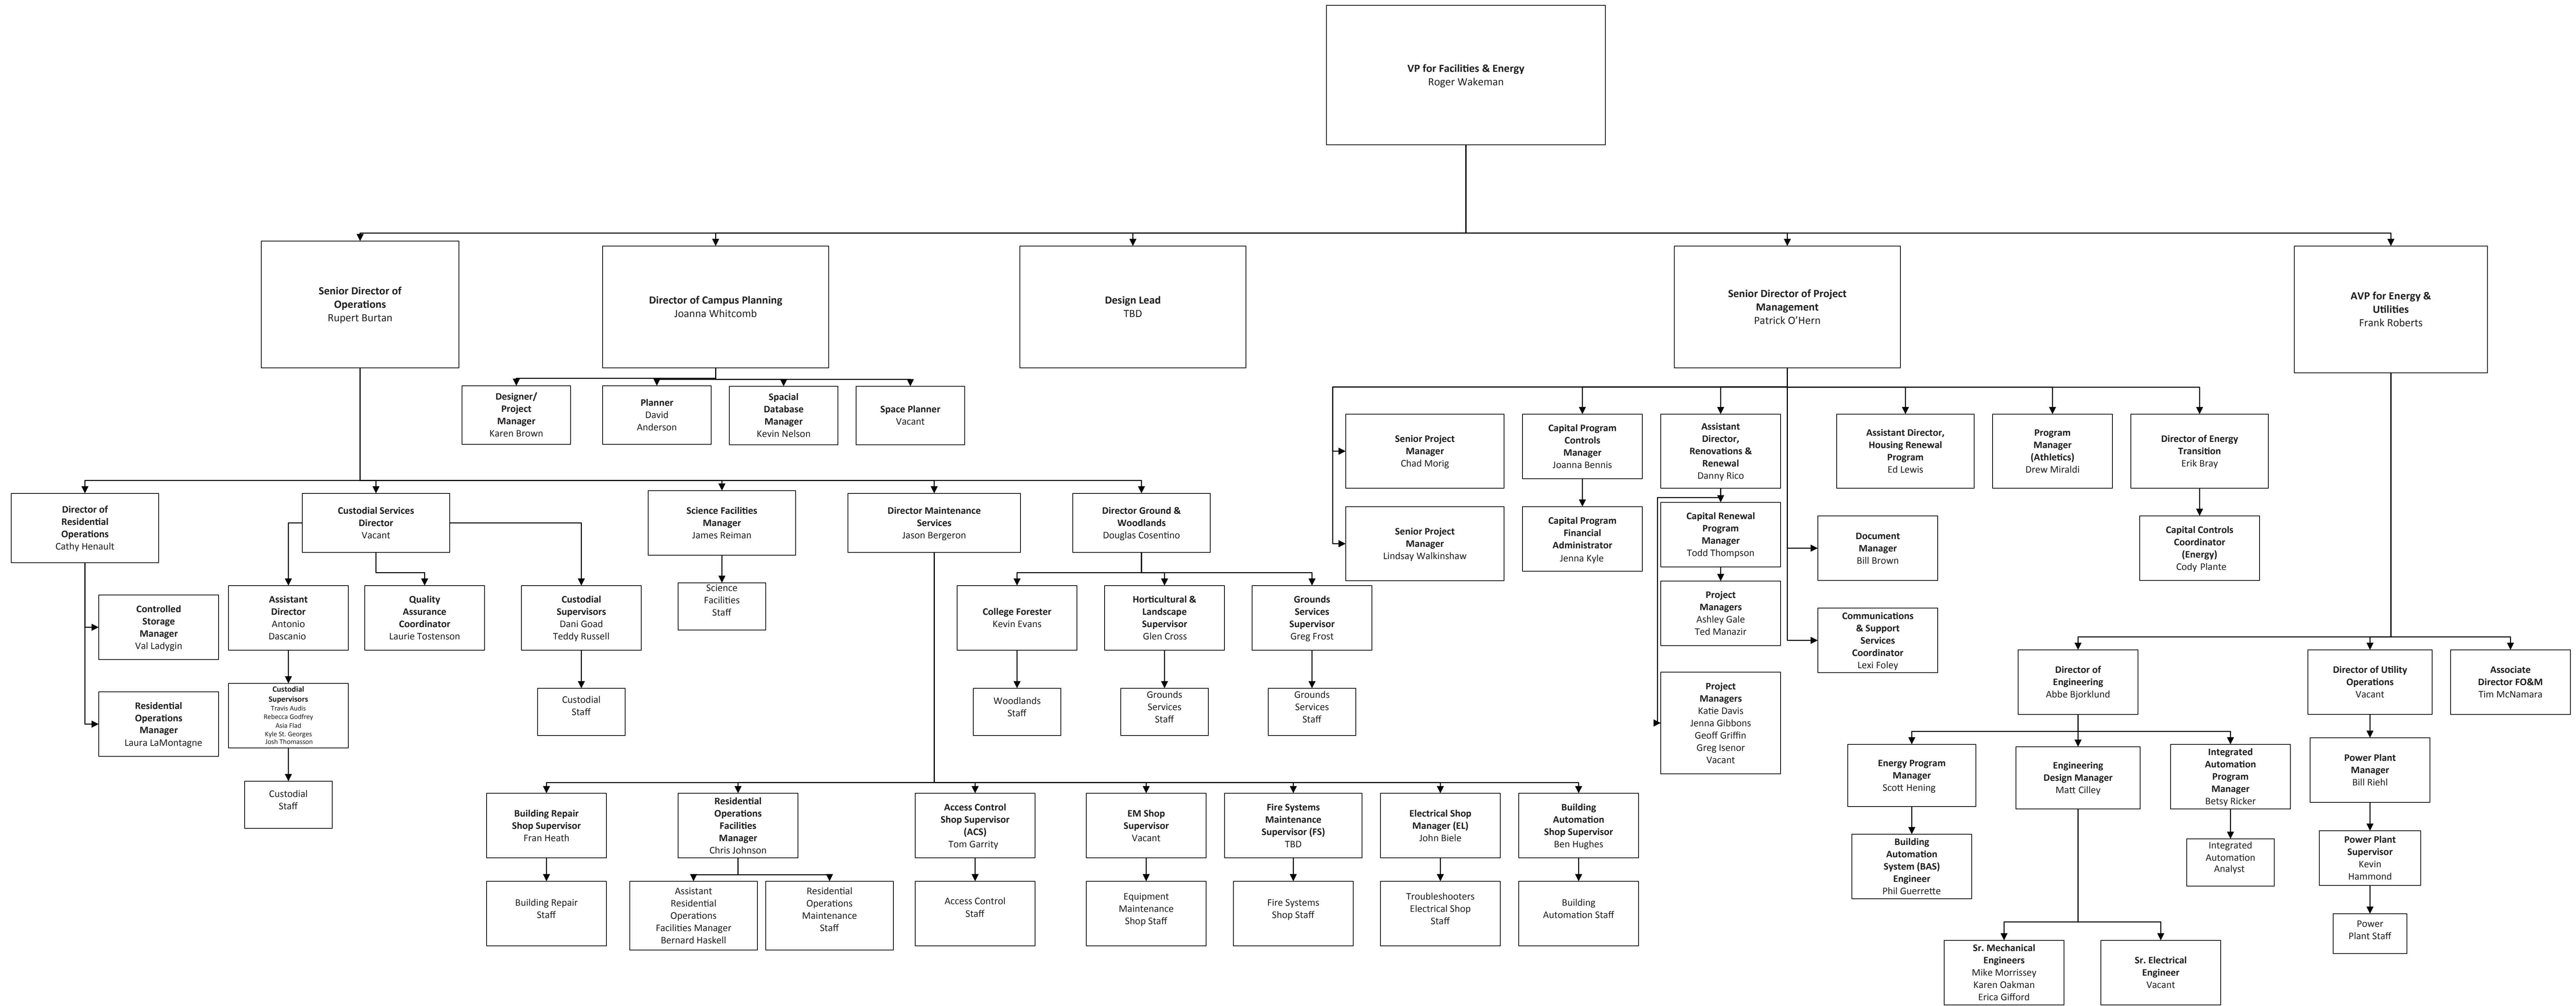 VP for Facilities & Energy
Roger Wakeman
Senior Director of
Operations
Rupert Burtan
Director of Campus Planning
Joanna Whitcomb
Design Lead
TBD
Senior Director of Project
Management
Patrick O’Hern
AVP for Energy &
Utilities
Frank Roberts
Designer/
Project
Manager
Karen Brown
Planner
David
Anderson
Spacial
Database
Manager
Kevin Nelson
Space Planner
Vacant
Senior Project
Manager
Chad Morig
Capital Program
Controls
Manager
Joanna Bennis
Assistant
Director,
Renovations &
Renewal
Danny Rico
Assistant Director,
Housing Renewal
Program
Ed Lewis
Program
Manager
(Athletics)
Drew Miraldi
Director of Energy
Transition
Erik Bray
Director of
Residential
Operations
Cathy Henault
Custodial Services
Director
Vacant
Science Facilities
Manager
James Reiman
Director Maintenance
Services
Jason Bergeron
Director Ground &
Woodlands
Douglas Cosentino
Senior Project
Manager
Lindsay Walkinshaw
Capital Program
Financial
Administrator
Jenna Kyle
Capital Renewal
Program
Manager
Todd Thompson
Document
Manager
Bill Brown
Capital Controls
Coordinator
(Energy)
Cody Plante
Controlled
Storage
Manager
Val Ladygin
Assistant
Director
Antonio
Dascanio
Quality
Assurance
Coordinator
Laurie Tostenson
Custodial
Supervisors
Dani Goad
Teddy Russell
Science
Facilities
Staff
College Forester
Kevin Evans
Horticultural &
Landscape
Supervisor
Glen Cross
Grounds
Services
Supervisor
Greg Frost
Project
Managers
Ashley Gale
Ted Manazir
Communications
& Support
Services
Coordinator
Lexi Foley
Director of
Engineering
Abbe Bjorklund
Director of Utility
Operations
Vacant
Associate
Director FO&M
Tim McNamara
Residential
Operations
Manager
Laura LaMontagne
Custodial
Supervisors
Travis Audis
Rebecca Godfrey
Asia Flad
Kyle St. Georges
Josh Thomasson
Custodial
Staff
Woodlands
Staff
Grounds
Services
Staff
Grounds
Services
Staff
Project
Managers
Katie Davis
Jenna Gibbons
Geoff Griffin
Greg Isenor
Vacant
Energy Program
Manager
Scott Hening
Engineering
Design Manager
Matt Cilley
Integrated
Automation
Program
Manager
Betsy Ricker
Power Plant
Manager
Bill Riehl
Custodial
Staff
Building Repair
Shop Supervisor
Fran Heath
Residential
Operations
Facilities
Manager
Chris Johnson
Access Control
Shop Supervisor
(ACS)
Tom Garrity
EM Shop
Supervisor
Vacant
Fire Systems
Maintenance
Supervisor (FS)
TBD
Electrical Shop
Manager (EL)
John Biele
Building
Automation
Shop Supervisor
Ben Hughes
Building
Automation
System (BAS)
Engineer
Phil Guerrette
Integrated
Automation
Analyst
Power Plant
Supervisor
Kevin
Hammond
Building Repair
Staff
Assistant
Residential
Operations
Facilities Manager
Bernard Haskell
Residential
Operations
Maintenance
Staff
Access Control
Staff
Equipment
Maintenance
Shop Staff
Fire Systems
Shop Staff
Troubleshooters
Electrical Shop
Staff
Building
Automation Staff
Power
Plant Staff
Sr. Mechanical
Engineers
Mike Morrissey
Karen Oakman
Erica Gifford
Sr. Electrical
Engineer
Vacant